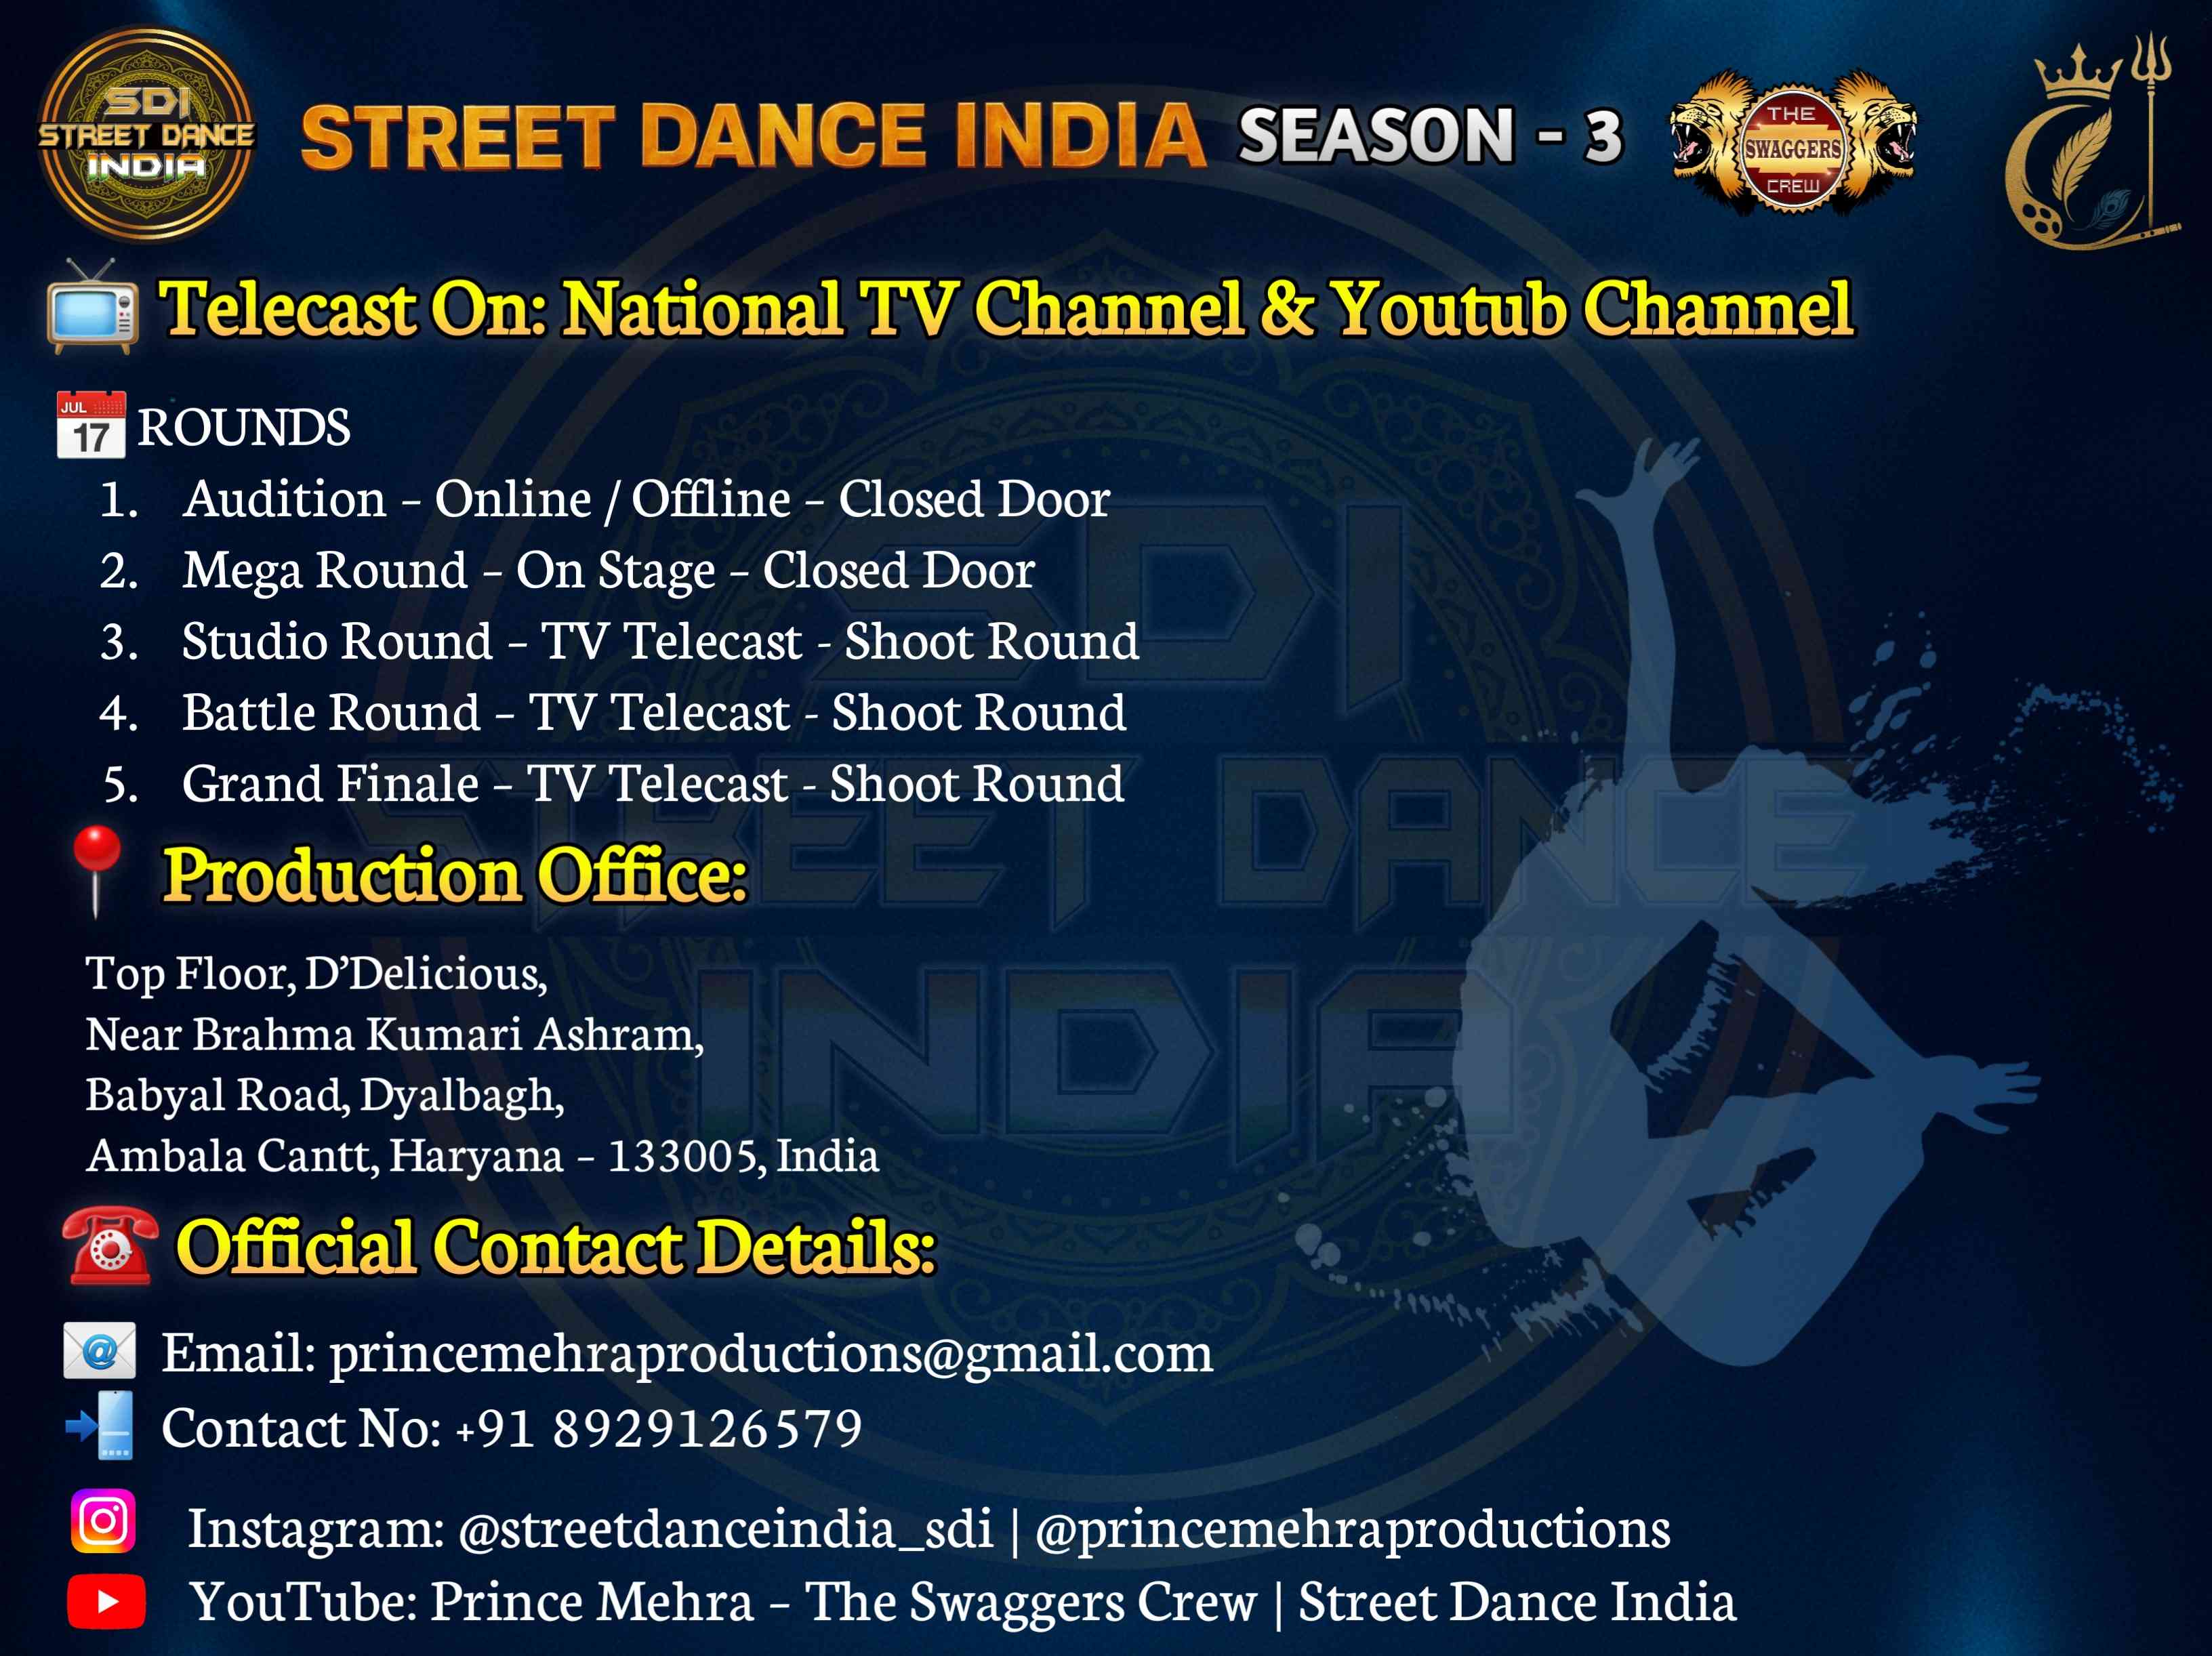 SDI
STREET DANCE
INDIA
STREET DANCE INDIA SEASON - 3
THE
SWAGGERS
CREW
Telecast On: National TV Channel & Youtub Channel
JUL
17
ROUNDS
1. Audition – Online / Offline – Closed Door
2. Mega Round – On Stage – Closed Door
3. Studio Round – TV Telecast - Shoot Round
4. Battle Round – TV Telecast - Shoot Round
5. Grand Finale – TV Telecast - Shoot Round
SDI
STREET DANCE
INDIA
Production Office:
Top Floor, D’Delicious,
Near Brahma Kumari Ashram,
Babyal Road, Dyalbagh,
Ambala Cantt, Haryana – 133005, India
Official Contact Details:
Email: princemehraproductions@gmail.com
Contact No: +91 8929126579
Instagram: @streetdanceindia_sdi | @princemehraproductions
YouTube: Prince Mehra – The Swaggers Crew | Street Dance India